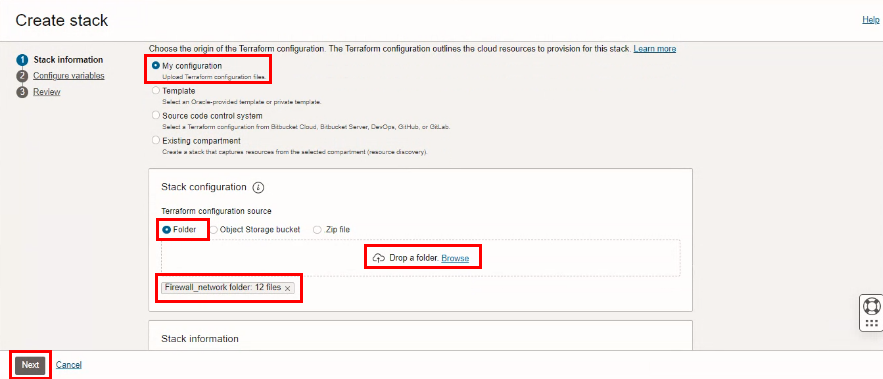 Create stack
Help
1 Stack information
2 Configure variables
3 Review
Choose the origin of the Terraform configuration. The Terraform configuration outlines the cloud resources to provision for this stack. Learn more
My configuration
Upload Terraform configuration files.
Template
Select an Oracle-provided template or private template.
Source code control system
Select a Terraform configuration from Bitbucket Cloud, Bitbucket Server, DevOps, GitHub, or GitLab.
Existing compartment
Create a stack that captures resources from the selected compartment (resource discovery).
Stack configuration i
Terraform configuration source
Folder Object Storage bucket .Zip file
Drop a folder. Browse
Firewall_network folder: 12 files ×
Stack information
Next Cancel